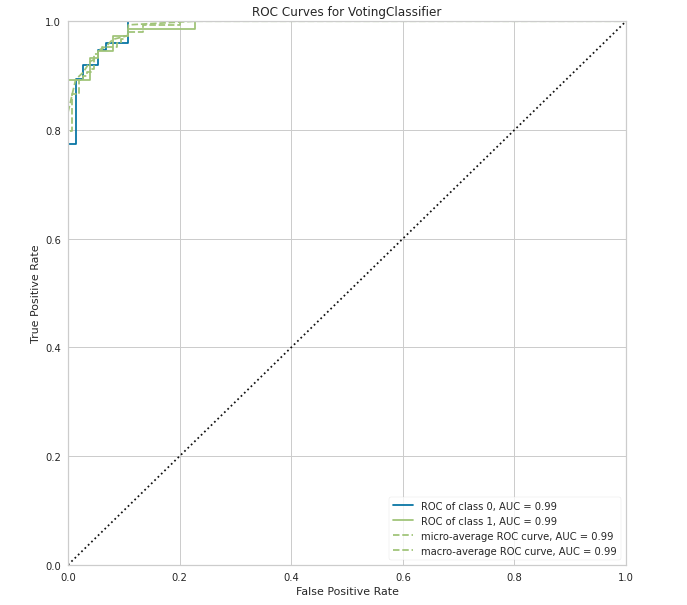 ROC Curves for VotingClassifier
1.0
0.8
0.6
0.4
0.2
0.0
True Positive Rate
ROC of class 0, AUC = 0.99
ROC of class 1, AUC = 0.99
micro-average ROC curve, AUC = 0.99
macro-average ROC curve, AUC = 0.99
0.0 0.2 0.4 0.6 0.8 1.0
False Positive Rate